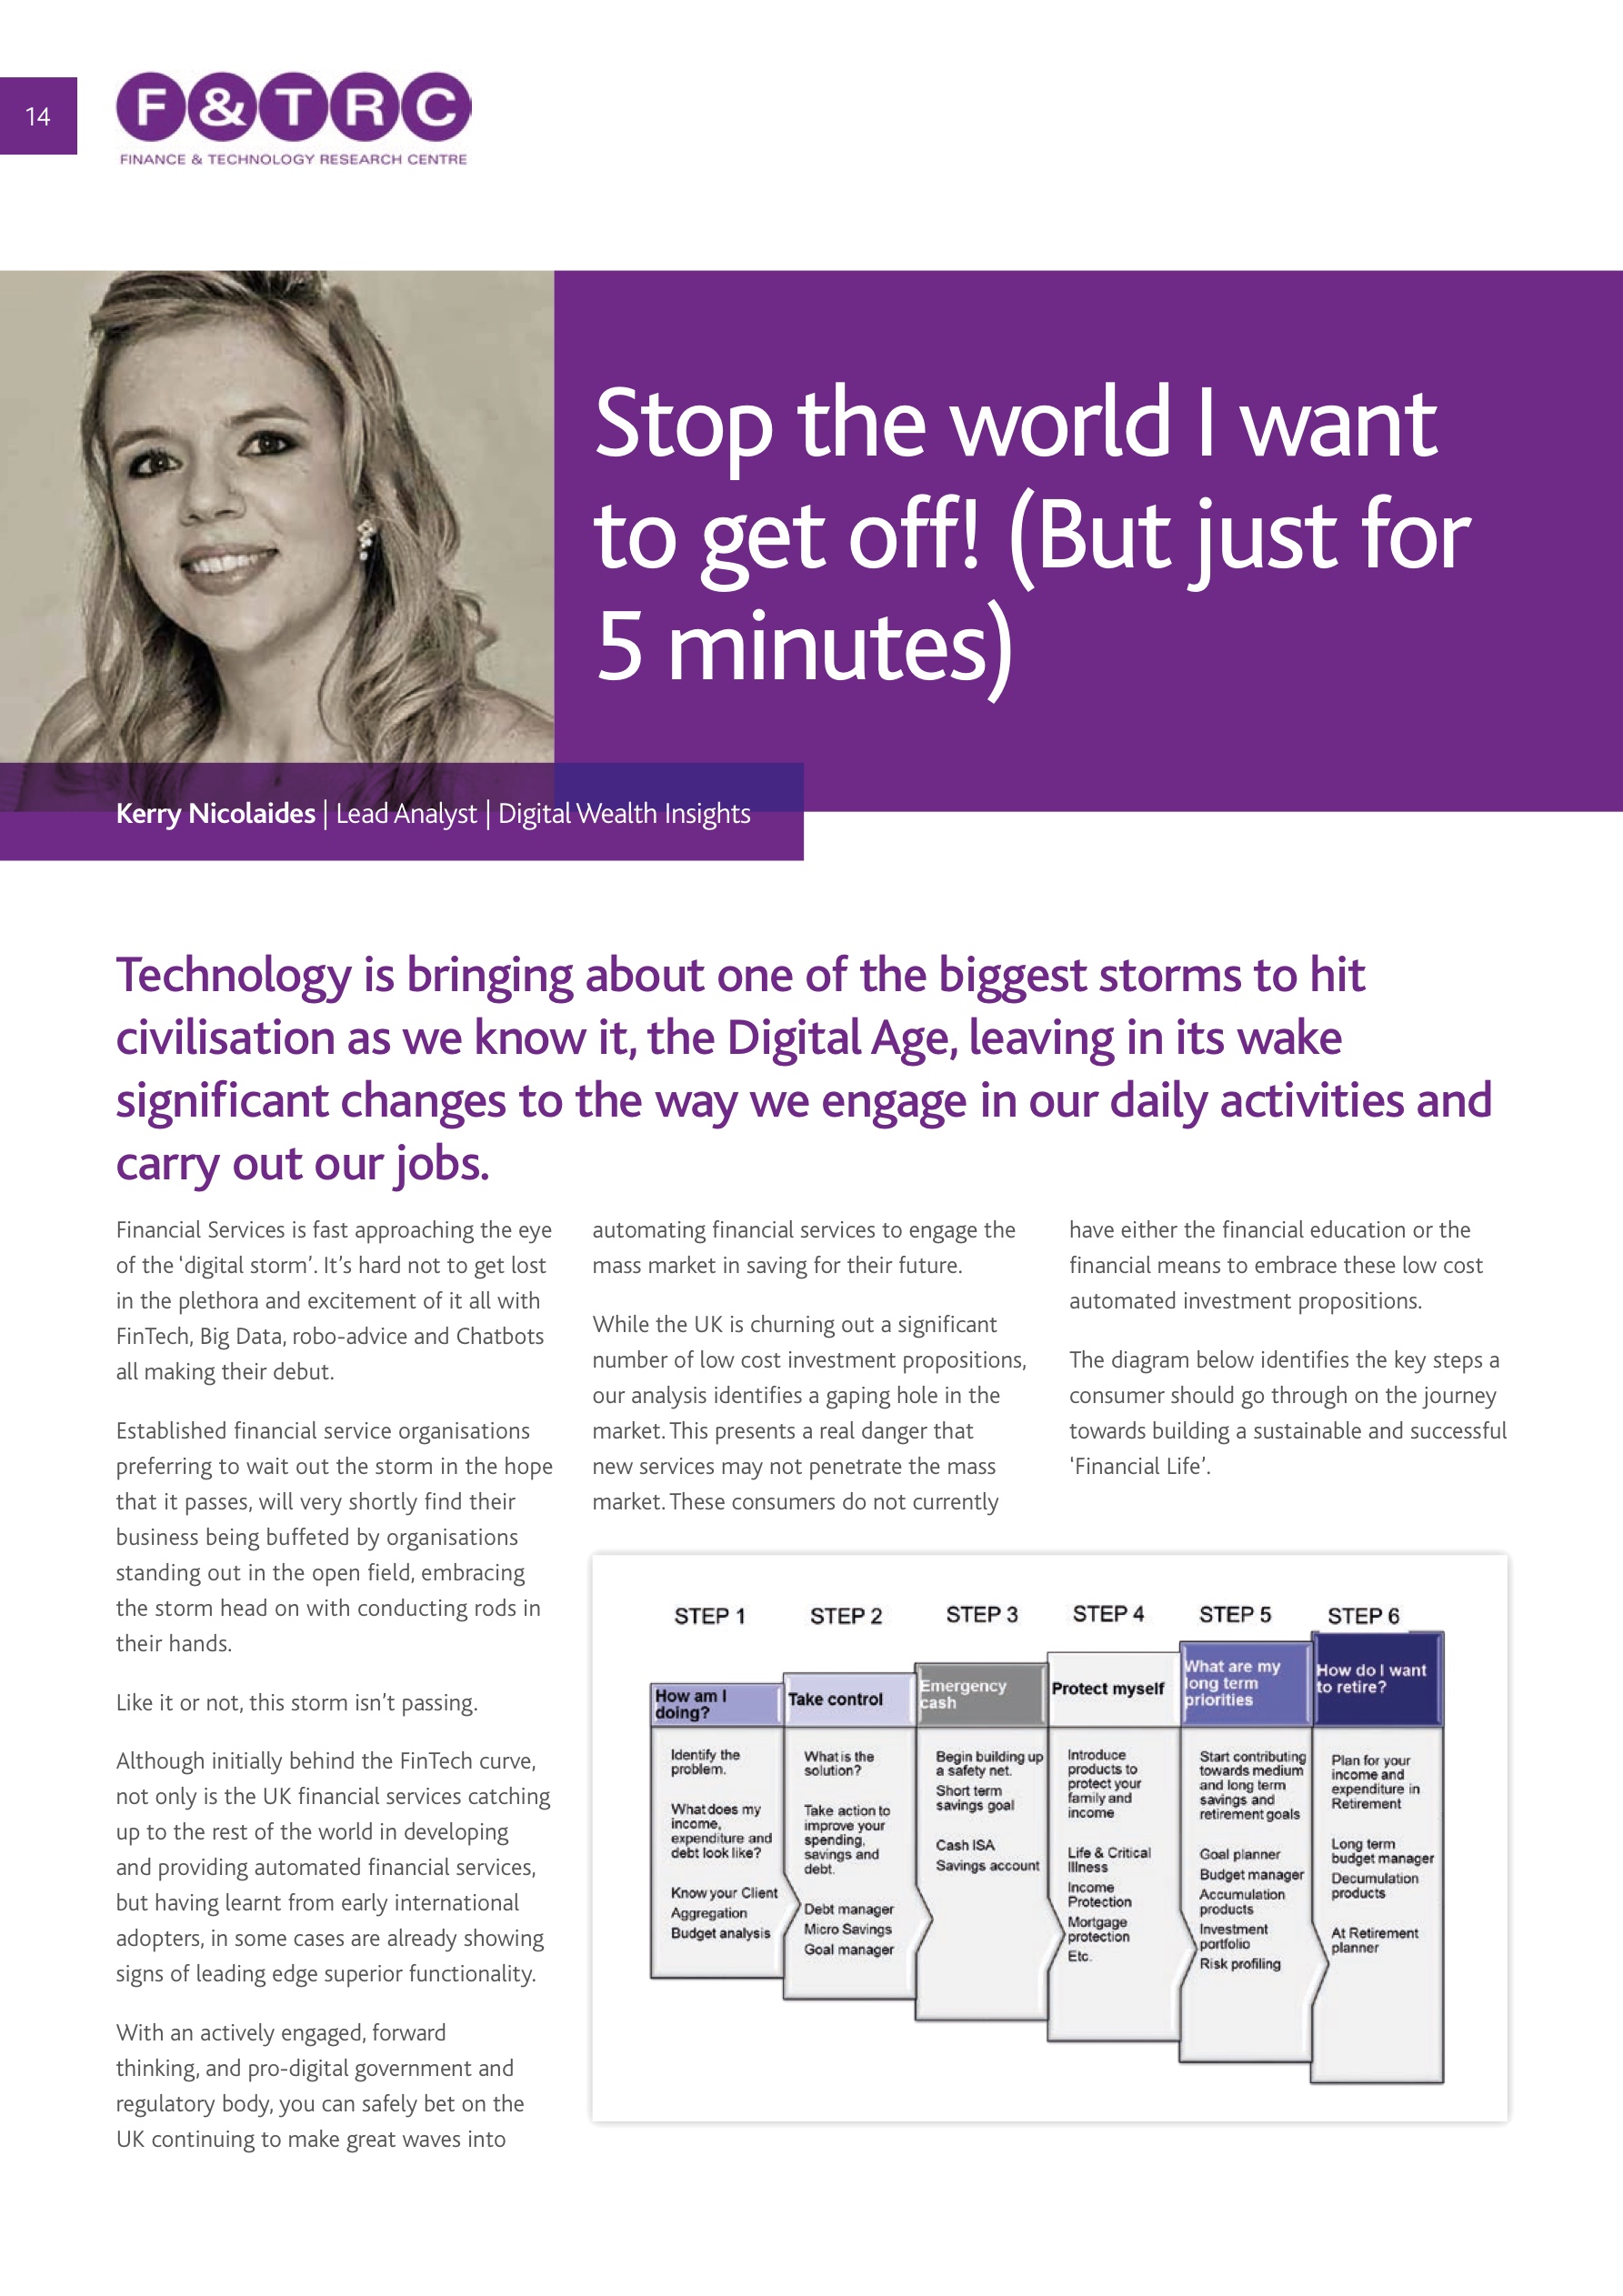 14
F&TRC
FINANCE & TECHNOLOGY RESEARCH CENTRE
Stop the world I want
to get off! (But just for
5 minutes)
Kerry Nicolaides | Lead Analyst | Digital Wealth Insights
Technology is bringing about one of the biggest storms to hit
civilisation as we know it, the Digital Age, leaving in its wake
significant changes to the way we engage in our daily activities and
carry out our jobs.
Financial Services is fast approaching the eye
of the ‘digital storm’. It’s hard not to get lost
in the plethora and excitement of it all with
FinTech, Big Data, robo-advice and Chatbots
all making their debut.
Established financial service organisations
preferring to wait out the storm in the hope
that it passes, will very shortly find their
business being buffeted by organisations
standing out in the open field, embracing
the storm head on with conducting rods in
their hands.
Like it or not, this storm isn’t passing.
Although initially behind the FinTech curve,
not only is the UK financial services catching
up to the rest of the world in developing
and providing automated financial services,
but having learnt from early international
adopters, in some cases are already showing
signs of leading edge superior functionality.
With an actively engaged, forward
thinking, and pro-digital government and
regulatory body, you can safely bet on the
UK continuing to make great waves into
automating financial services to engage the
mass market in saving for their future.
While the UK is churning out a significant
number of low cost investment propositions,
our analysis identifies a gaping hole in the
market. This presents a real danger that
new services may not penetrate the mass
market. These consumers do not currently
have either the financial education or the
financial means to embrace these low cost
automated investment propositions.
The diagram below identifies the key steps a
consumer should go through on the journey
towards building a sustainable and successful
‘Financial Life’.
STEP 1
How am I
doing?
Identify the
problem.
What does my
income,
expenditure and
debt look like?
Know your Client
Aggregation
Budget analysis
STEP 2
Take control
What is the
solution?
Take action to
improve your
spending,
savings and
debt.
Debt manager
Micro Savings
Goal manager
STEP 3
Emergency
cash
Begin building up
a safety net.
Short term
savings goal
Cash ISA
Savings account
STEP 4
Protect myself
Introduce
products to
protect your
family and
income
Life & Critical
Illness
Income
Protection
Mortgage
protection
Etc.
STEP 5
What are my
long term
priorities
Start contributing
towards medium
and long term
savings and
retirement goals
Goal planner
Budget manager
Accumulation
products
Investment
portfolio
Risk profiling
STEP 6
How do I want
to retire?
Plan for your
income and
expenditure in
Retirement
Long term
budget manager
Decumulation
products
At Retirement
planner